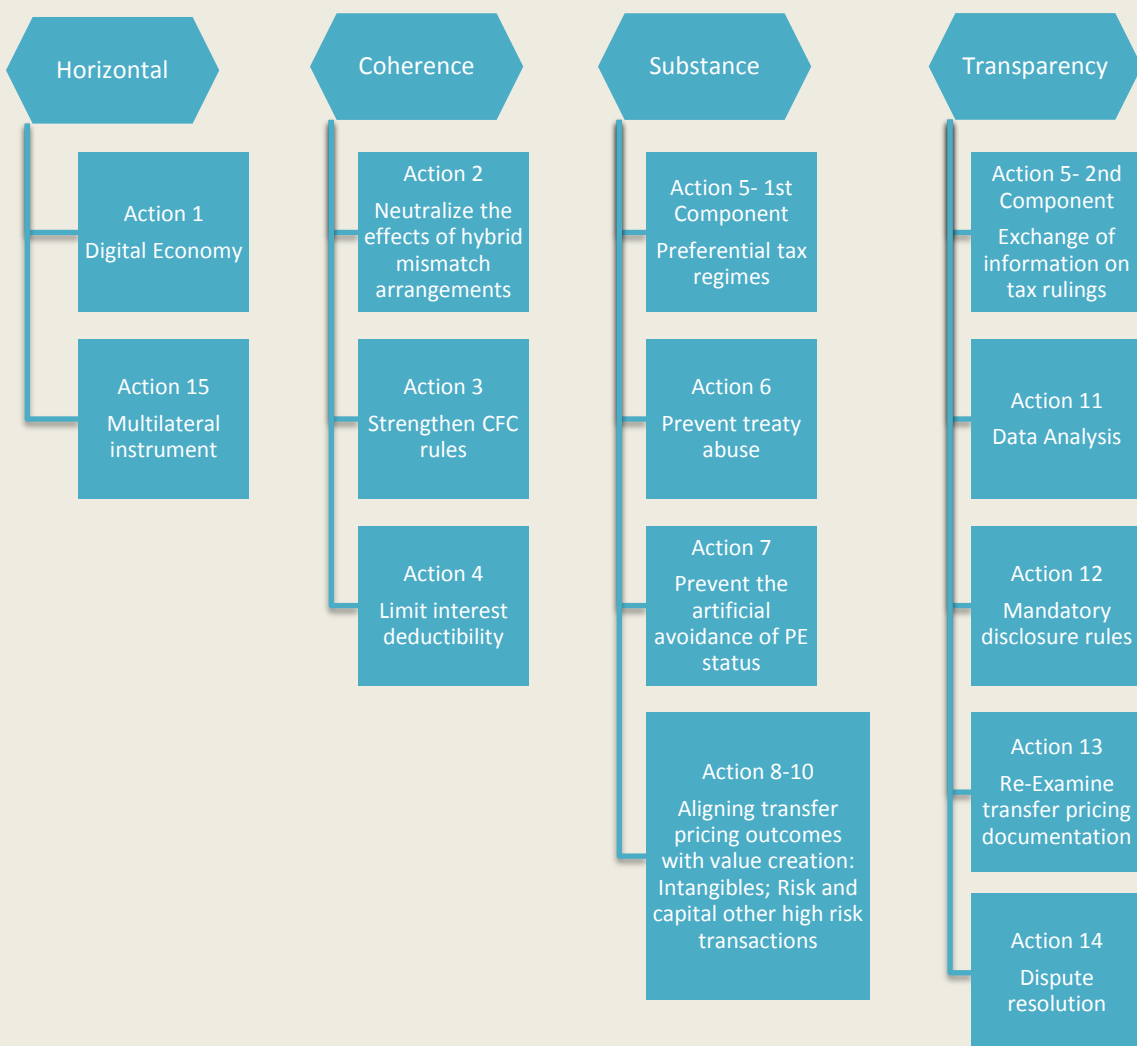 Horizontal
Action 1
Digital Economy
Action 15
Multilateral
instrument
Coherence
Action 2
Neutralize the
effects of hybrid
mismatch
arrangements
Action 3
Strengthen CFC
rules
Action 4
Limit interest
deductibility
Substance
Action 5- 1st
Component
Preferential tax
regimes
Action 6
Prevent treaty
abuse
Action 7
Prevent the
artificial
avoidance of PE
status
Action 8-10
Aligning transfer
pricing outcomes
with value creation:
Intangibles; Risk and
capital other high risk
transactions
Transparency
Action 5- 2nd
Component
Exchange of
information on
tax rulings
Action 11
Data Analysis
Action 12
Mandatory
disclosure rules
Action 13
Re-Examine
transfer pricing
documentation
Action 14
Dispute
resolution